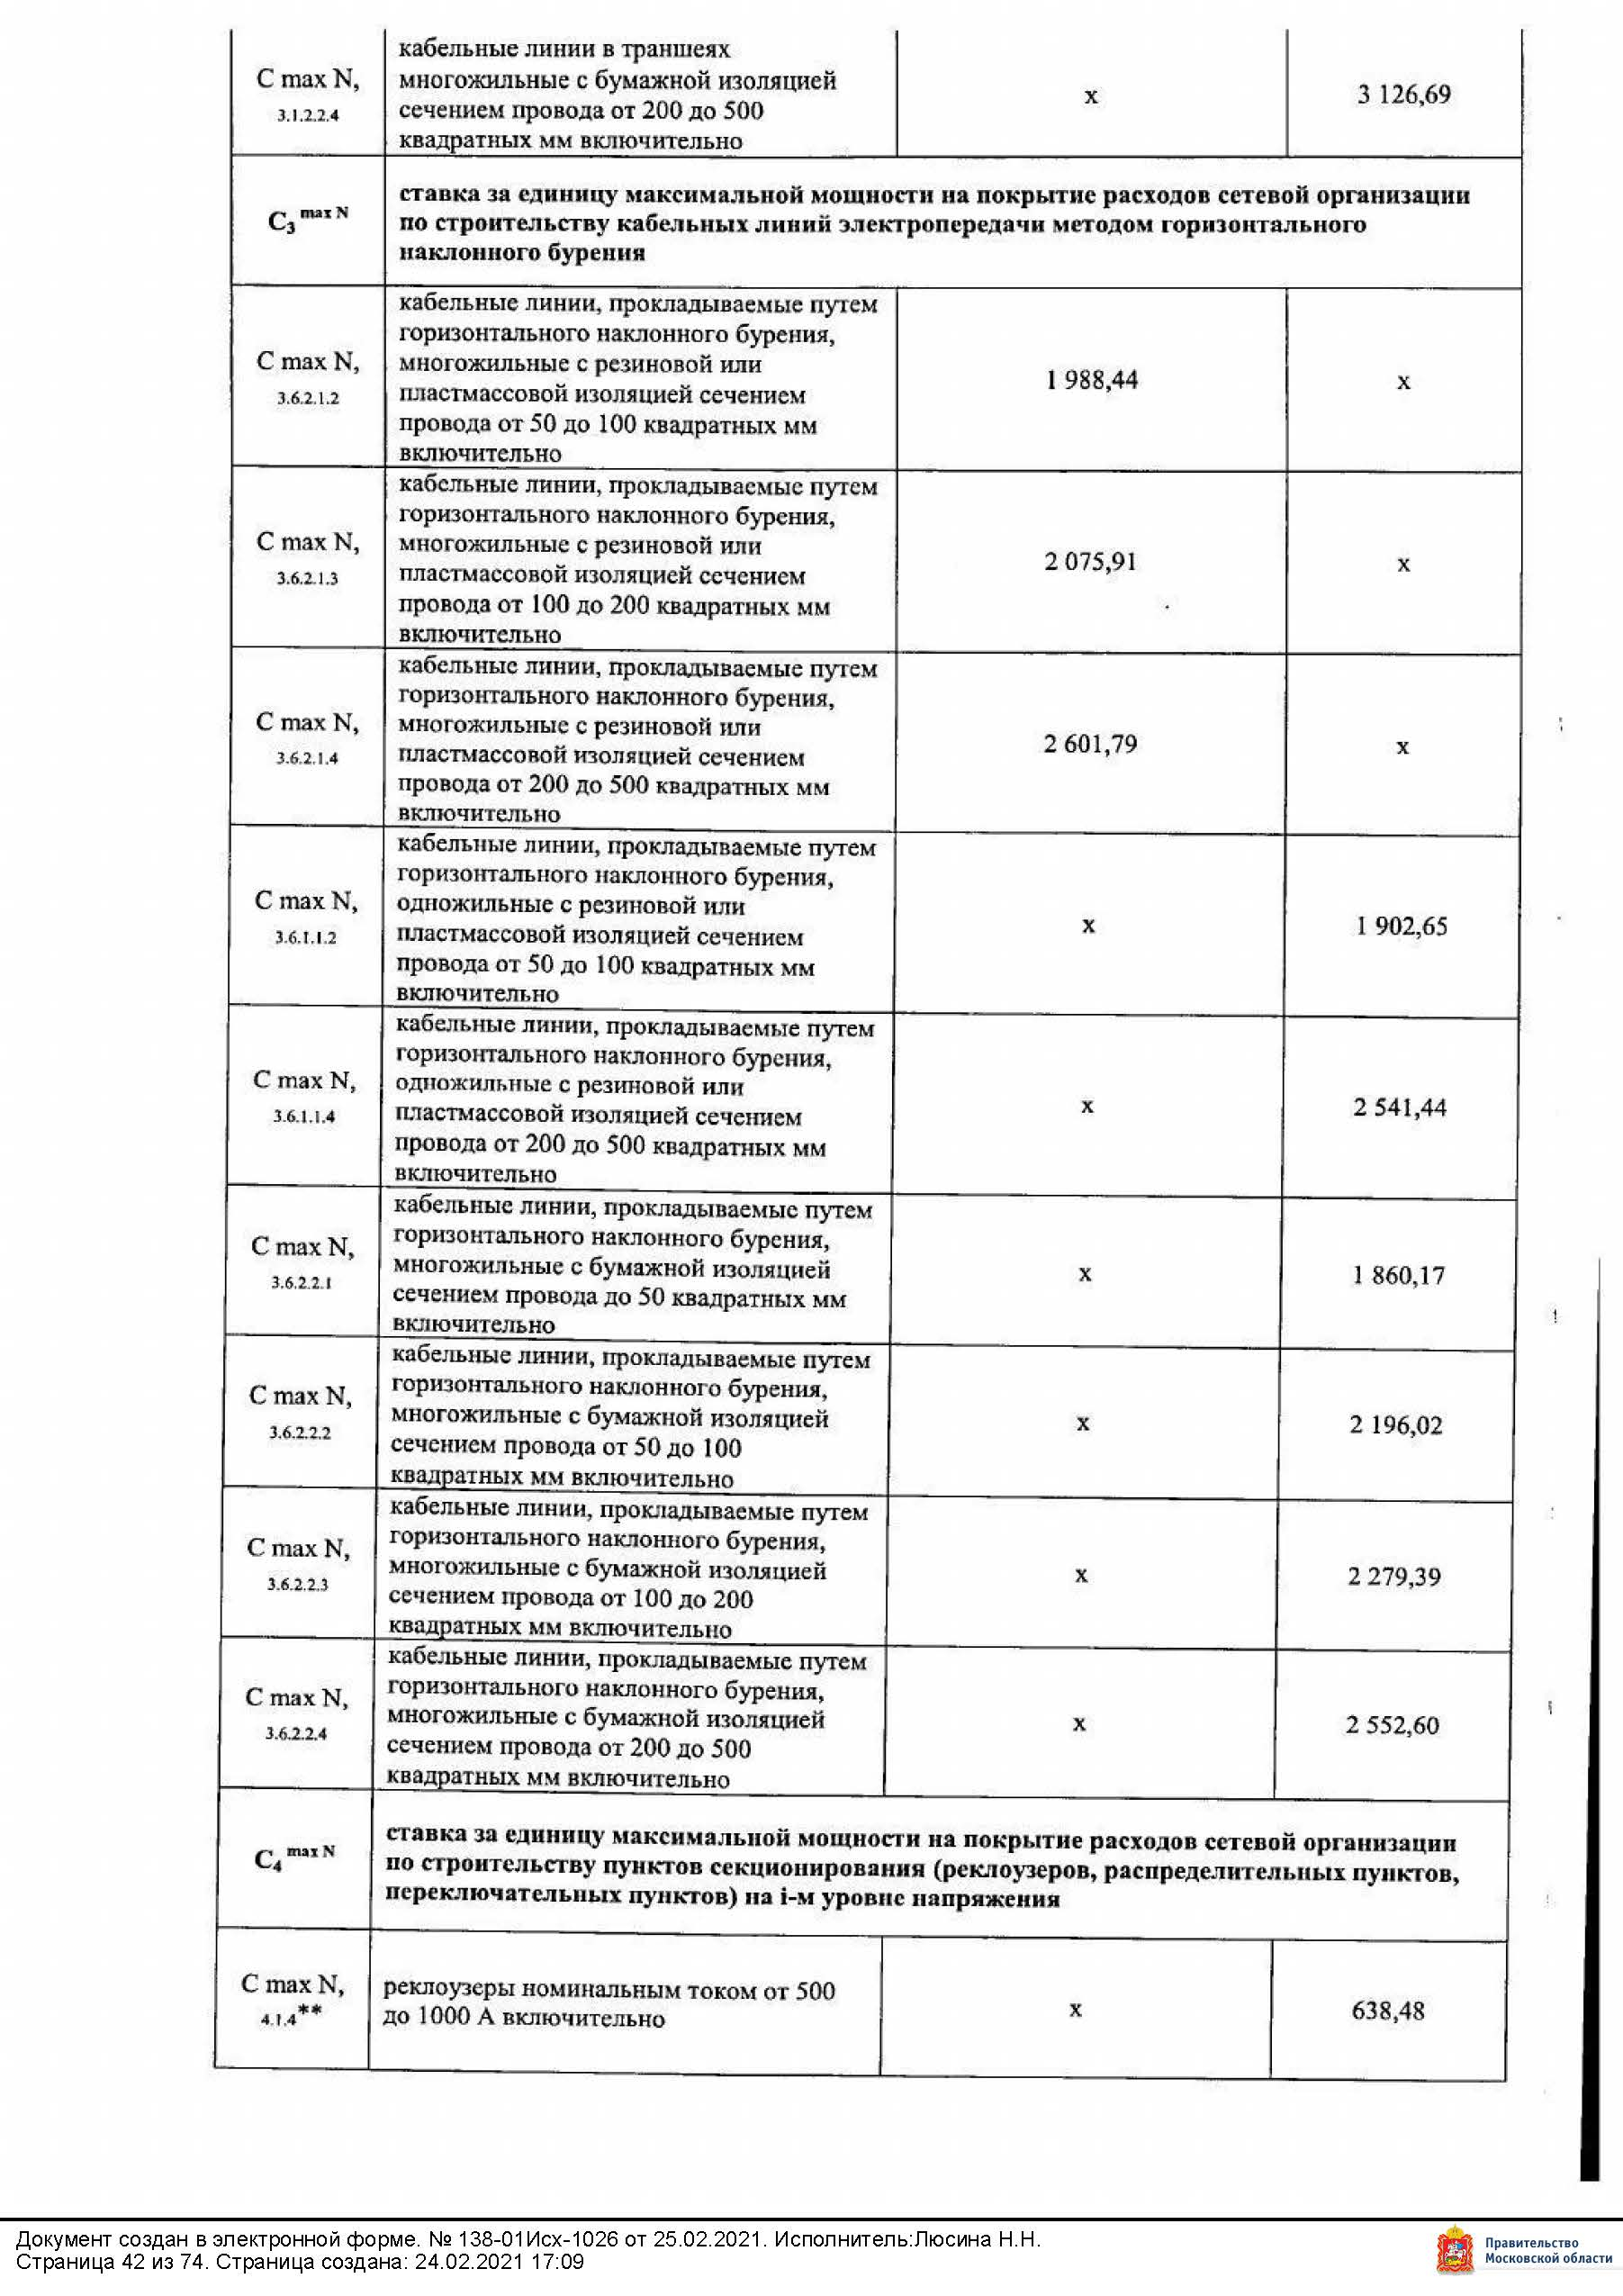 кабельные линии в траншеях
C max N,
многожильные с бумажной изоляцией
3 126,69
x
3.1.2.2.4
сечением провода от 200 до 500
квадратных мм включительно
ставка за единицу максимальной мощности на покрытие расходов сетевой организации
C3 max N
по строительству кабельных линий электропередачи методом горизонтального
наклонного бурения
кабельные линии, прокладываемые путем
горизонтального наклонного бурения,
C max N,
многожильные с резиновой или
1 988,44
x
3.6.2.1.2
пластмассовой изоляцией сечением
провода от 50 до 100 квадратных мм
включительно
кабельные линии, прокладываемые путем
горизонтального наклонного бурения,
C max N,
многожильные с резиновой или
2 075,91
x
3.6.2.1.3
пластмассовой изоляцией сечением
провода от 100 до 200 квадратных мм
включительно
кабельные линии, прокладываемые путем
горизонтального наклонного бурения,
C max N,
многожильные с резиновой или
2 601,79
x
3.6.2.1.4
пластмассовой изоляцией сечением
провода от 200 до 500 квадратных мм
включительно
кабельные линии, прокладываемые путем
горизонтального наклонного бурения,
C max N,
одножильные с резиновой или
x
1 902,65
3.6.1.1.2
пластмассовой изоляцией сечением
провода от 50 до 100 квадратных мм
включительно
кабельные линии, прокладываемые путем
горизонтального наклонного бурения,
C max N,
одножильные с резиновой или
x
2 541,44
3.6.1.1.4
пластмассовой изоляцией сечением
провода от 200 до 500 квадратных мм
включительно
кабельные линии, прокладываемые путем
горизонтального наклонного бурения,
C max N,
многожильные с бумажной изоляцией
x
1 860,17
3.6.2.2.1
сечением провода до 50 квадратных мм
включительно
кабельные линии, прокладываемые путем
горизонтального наклонного бурения,
C max N,
многожильные с бумажной изоляцией
x
2 196,02
3.6.2.2.2
сечением провода от 50 до 100
квадратных мм включительно
кабельные линии, прокладываемые путем
горизонтального наклонного бурения,
C max N,
многожильные с бумажной изоляцией
x
2 279,39
3.6.2.2.3
сечением провода от 100 до 200
квадратных мм включительно
кабельные линии, прокладываемые путем
горизонтального наклонного бурения,
C max N,
многожильные с бумажной изоляцией
x
2 552,60
3.6.2.2.4
сечением провода от 200 до 500
квадратных мм включительно
ставка за единицу максимальной мощности на покрытие расходов сетевой организации
C4 max N
по строительству пунктов секционирования (реклоузеров, распределительных пунктов,
переключательных пунктов) на i-м уровне напряжения
C max N,
реклоузеры номинальным током от 500
x
638,48
4.1.4**
до 1000 А включительно
Документ создан в электронной форме. № 138-01Исх-1026 от 25.02.2021. Исполнитель:Люсина Н.Н.
Страница 42 из 74. Страница создана: 24.02.2021 17:09
Правительство
Московской области